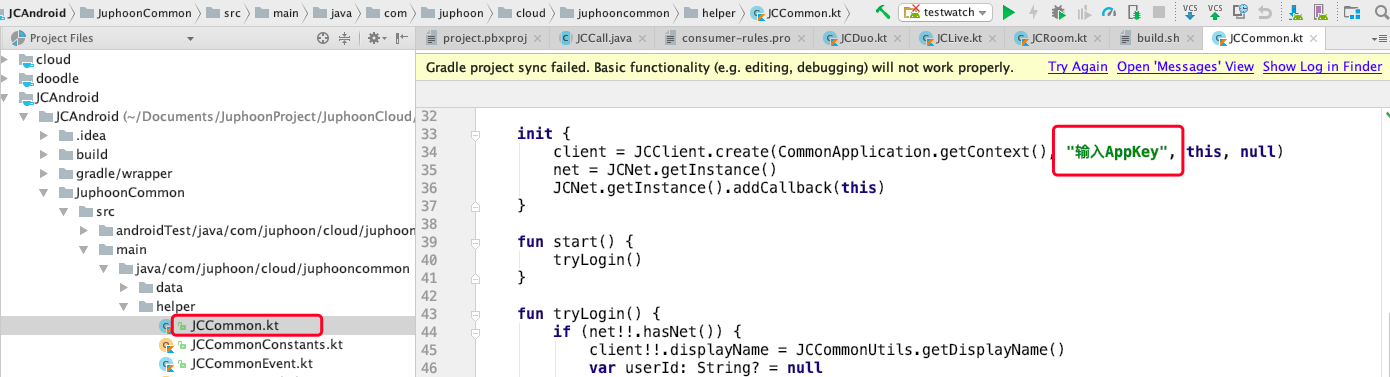 JCAndroid JuphoonCommon src main java com juphoon cloud juphooncommon helper JCCommon.kt testwatch VCS VCS
Project Files project.pbxproj JCCall.java consumer-rules.pro JCDuo.kt JCLive.kt JCRoom.kt build.sh JCCommon.kt
cloud
doodle
JCAndroid
JCAndroid (~/Documents/JuphoonProject/JuphoonCloud/
.idea
build
gradle/wrapper
JuphoonCommon
src
androidTest/java/com/juphoon/cloud/juphoon
main
java/com/juphoon/cloud/juphooncommon
data
helper
JCCommon.kt
JCCommonConstants.kt
JCCommonEvent.kt
Gradle project sync failed. Basic functionality (e.g. editing, debugging) will not work properly. Try Again Open 'Messages' View Show Log in Finder
32
33 init {
34 client = JCClient.create(CommonApplication.getContext(), "输入AppKey", this, null)
35 net = JCNet.getInstance()
36 JCNet.getInstance().addCallback(this)
37 }
38
39 fun start() {
40 tryLogin()
41 }
42
43 fun tryLogin() {
44 if (net!!.hasNet()) {
45 client!!.displayName = JCCommonUtils.getDisplayName()
46 var userId: String? = null